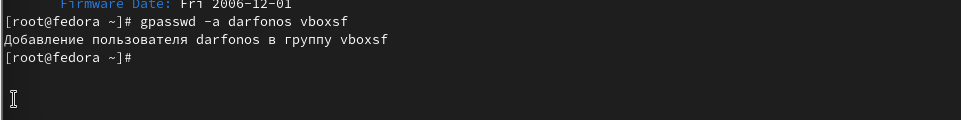 Firmware Date: Fri 2006-12-01
[root@fedora ~]# gpasswd -a darfonos vboxsf
Добавление пользователя darfonos в группу vboxsf
[root@fedora ~]#